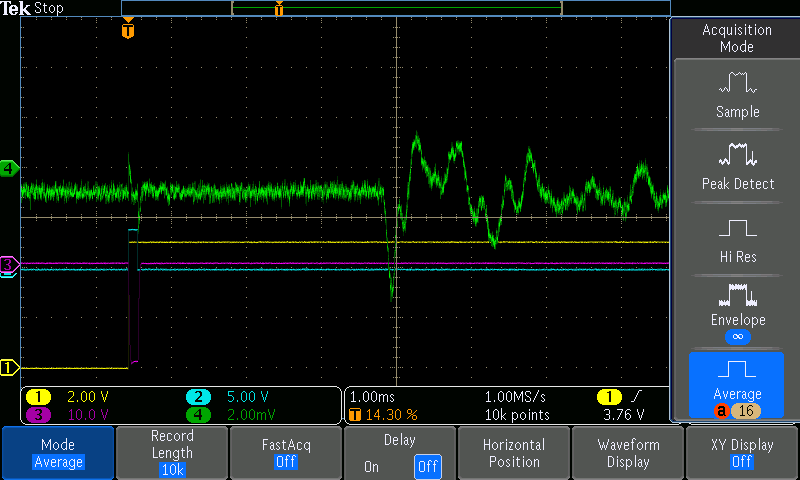 Tek Stop
T
T
Acquisition
Mode
Sample
Peak Detect
Hi Res
Envelope
∞
Average
a 16
4
3
1
1 2.00 V 2 5.00 V
3 10.0 V 4 2.00mV
1.00ms 1.00MS/s 1
T 14.30 % 10k points 3.76 V
Mode
Average
Record
Length
10k
FastAcq
Off
Delay
On Off
Horizontal
Position
Waveform
Display
XY Display
Off